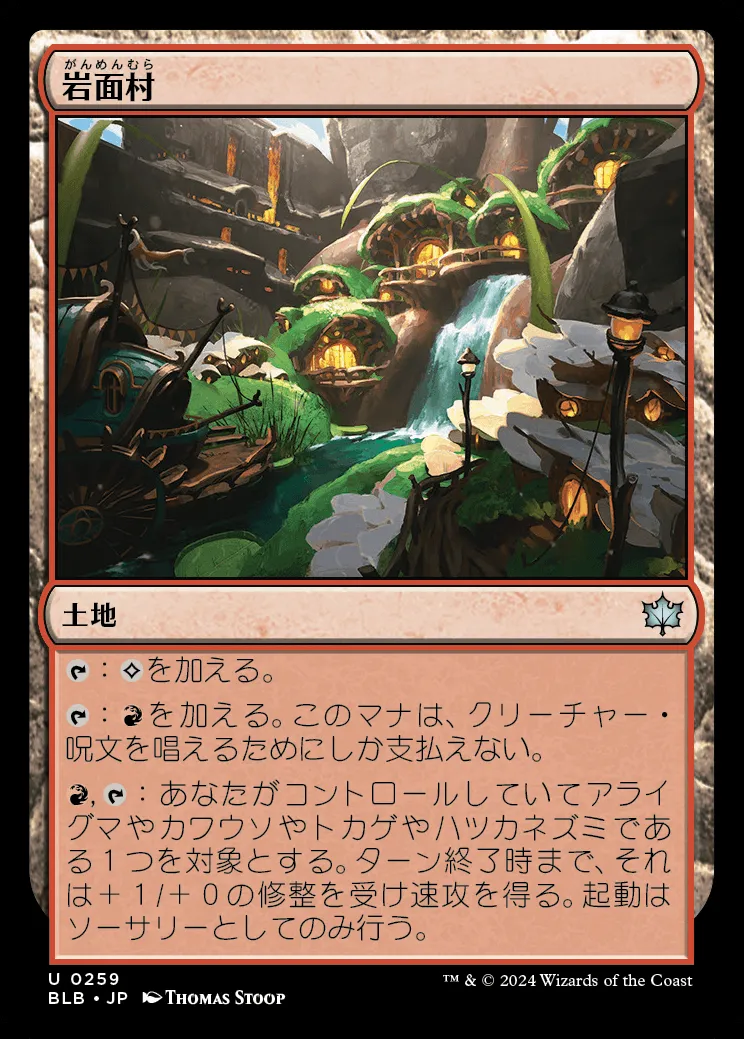 がんめんむら
岩面村
土地
：を加える。
：を加える。このマナは、クリーチャー・
呪文を唱えるためにしか支払えない。
, ：あなたがコントロールしていてアライ
グマやカワウソやトカゲやハツカネズミであ
る１つを対象とする。ターン終了時まで、それ
は＋１/＋０の修整を受け速攻を得る。起動は
ソーサリーとしてのみ行う。
U 0259
BLB • JP THOMAS STOOP
™ & © 2024 Wizards of the Coast